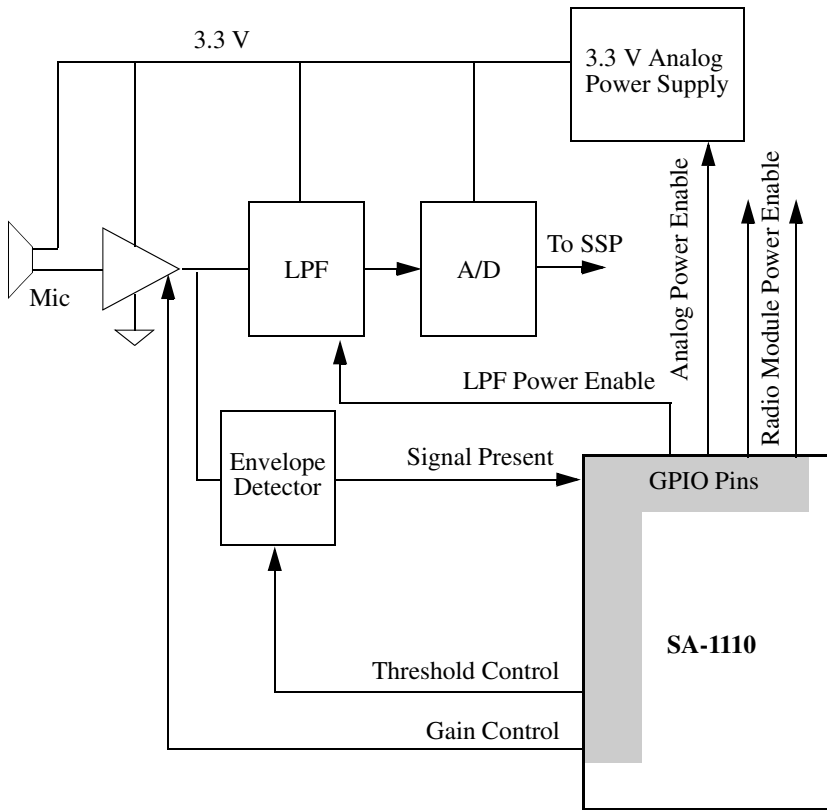 3.3 V
3.3 V Analog
Power Supply
Analog Power Enable
Radio Module Power Enable
To SSP
LPF
A/D
Mic
LPF Power Enable
Envelope
Detector
Signal Present
GPIO Pins
SA-1110
Threshold Control
Gain Control